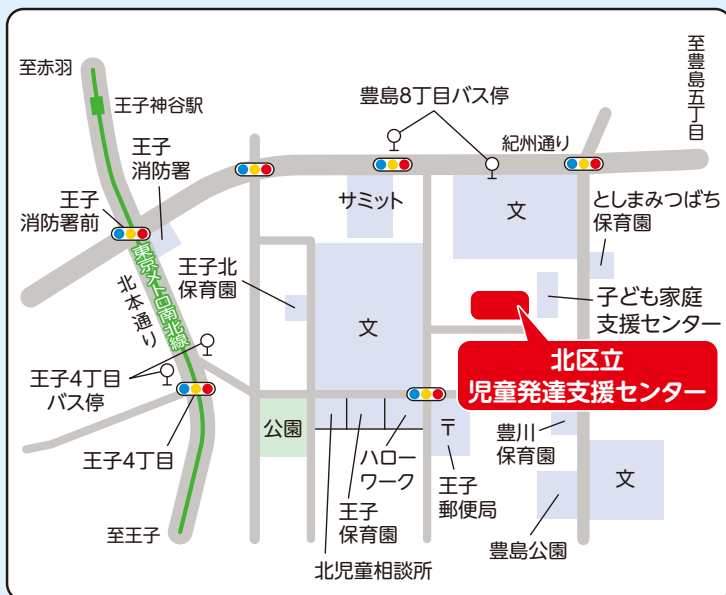 至赤羽
王子神谷駅
豊島8丁目バス停
紀州通り
至豊島五丁目
王子
消防署
王子
消防署前
サミット
文
としまみつばち
保育園
東京メトロ南北線
北本通り
王子北
保育園
文
子ども家庭
支援センター
北区立
児童発達支援センター
王子4丁目
バス停
王子4丁目
公園
ハロー
ワーク
〒
王子
郵便局
豊川
保育園
文
王子
保育園
豊島公園
至王子
北児童相談所